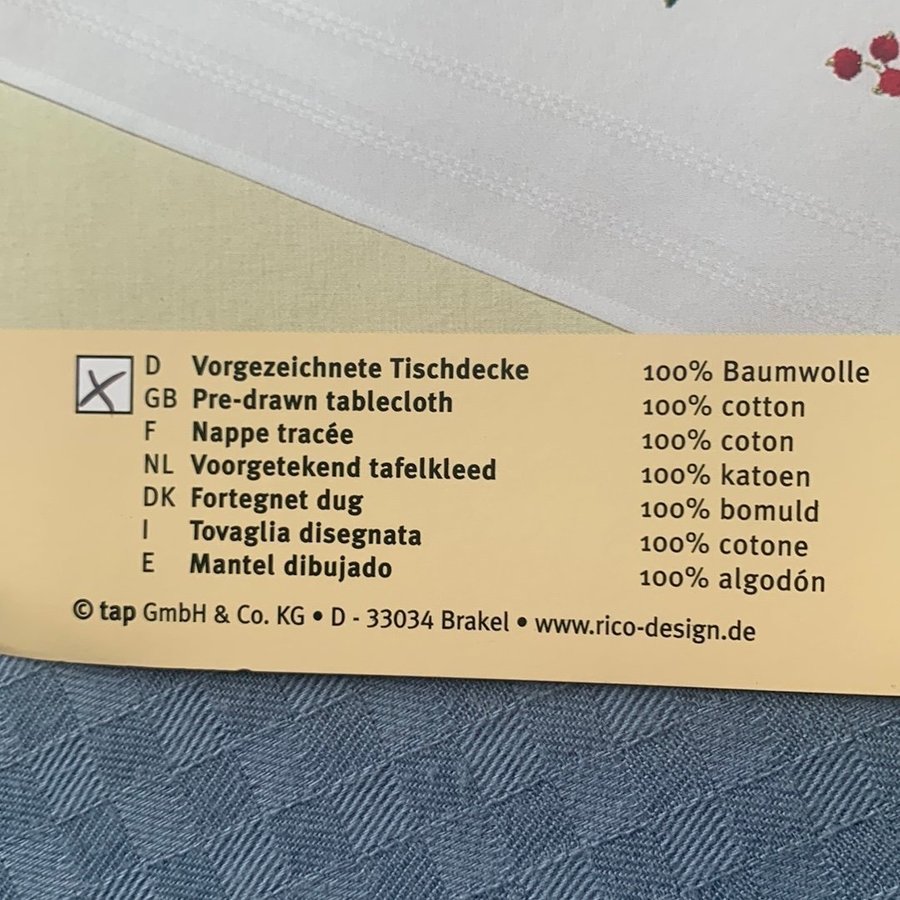 D Vorgezeichnete Tischdecke 100% Baumwolle
GB Pre-drawn tablecloth 100% cotton
F Nappe tracée 100% coton
NL Voorgetekend tafelkleed 100% katoen
DK Fortegnet dug 100% bomuld
I Tovaglia disegnata 100% cotone
E Mantel dibujado 100% algodón
© tap GmbH & Co. KG • D - 33034 Brakel • www.rico-design.de